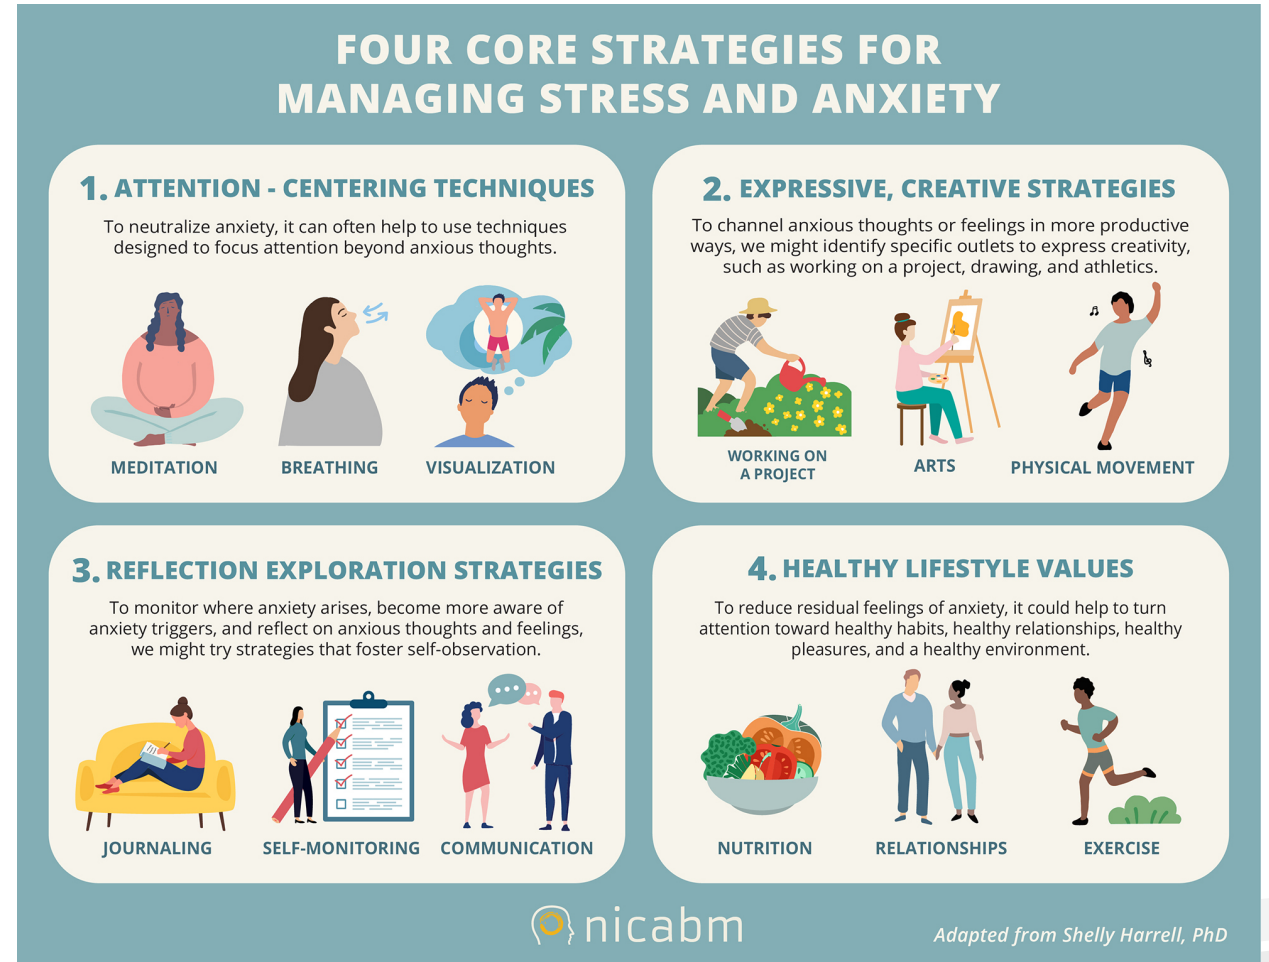 FOUR CORE STRATEGIES FOR
MANAGING STRESS AND ANXIETY
1. ATTENTION - CENTERING TECHNIQUES
To neutralize anxiety, it can often help to use techniques
designed to focus attention beyond anxious thoughts.
MEDITATION
BREATHING
VISUALIZATION
2. EXPRESSIVE, CREATIVE STRATEGIES
To channel anxious thoughts or feelings in more productive
ways, we might identify specific outlets to express creativity,
such as working on a project, drawing, and athletics.
WORKING ON
A PROJECT
ARTS
PHYSICAL MOVEMENT
3. REFLECTION EXPLORATION STRATEGIES
To monitor where anxiety arises, become more aware of
anxiety triggers, and reflect on anxious thoughts and feelings,
we might try strategies that foster self-observation.
JOURNALING
SELF-MONITORING
COMMUNICATION
4. HEALTHY LIFESTYLE VALUES
To reduce residual feelings of anxiety, it could help to turn
attention toward healthy habits, healthy relationships, healthy
pleasures, and a healthy environment.
NUTRITION
RELATIONSHIPS
EXERCISE
nicabm
Adapted from Shelly Harrell, PhD